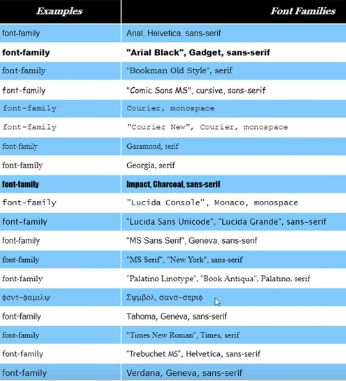 Examples Font Families
font-family Arial, Helvetica, sans-serif
font-family "Arial Black", Gadget, sans-serif
font-family "Bookman Old Style", serif
font-family "Comic Sans MS", cursive, sans-serif
font-family Courier, monospace
font-family "Courier New", Courier, monospace
font-family Garamond, serif
font-family Georgia, serif
font-family Impact, Charcoal, sans-serif
font-family "Lucida Console", Monaco, monospace
font-family "Lucida Sans Unicode", "Lucida Grande", sans-serif
font-family "MS Sans Serif", Geneva, sans-serif
font-family "MS Serif", "New York", sans-serif
font-family "Palatino Linotype", "Book Antiqua", Palatino, serif
φοντ-φαμιλψ Σψμβολ, σανσ-σεριφ
font-family Tahoma, Geneva, sans-serif
font-family "Times New Roman", Times, serif
font-family "Trebuchet MS", Helvetica, sans-serif
font-family Verdana, Geneva, sans-serif